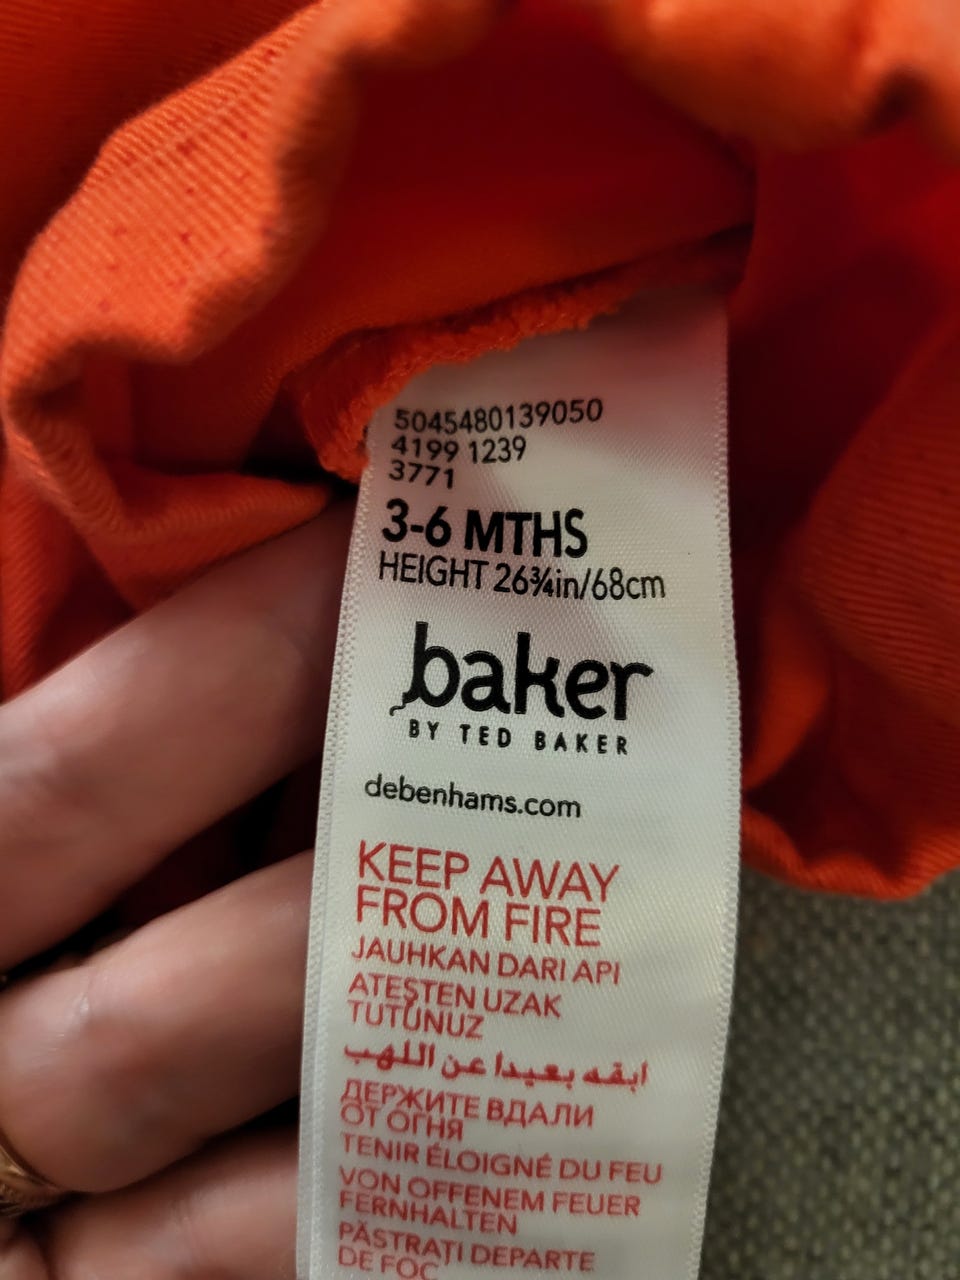 5045480139050
4199 1239
3771
3-6 MTHS
HEIGHT 26¾in/68cm
baker
BY TED BAKER
debenhams.com
KEEP AWAY
FROM FIRE
JAUHKAN DARI API
ATEŞTEN UZAK
TUTUNUZ
ابقه بعيدا عن اللهب
ДЕРЖИТЕ ВДАЛИ
ОТ ОГНЯ
TENIR ÉLOIGNÉ DU FEU
VON OFFENEM FEUER
FERNHALTEN
PĂSTRAŢI DEPARTE
DE FOC